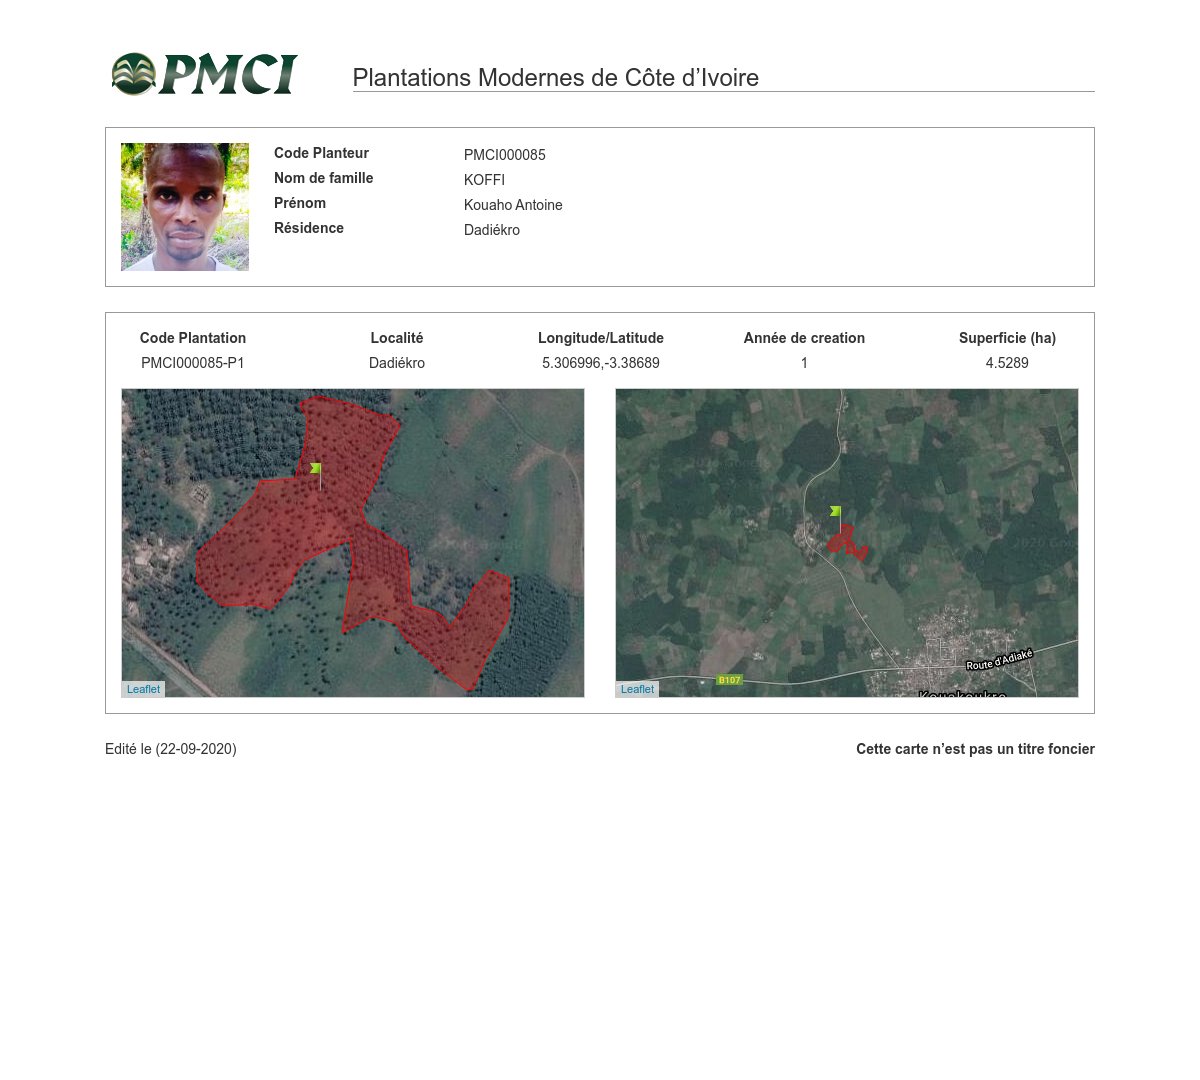 PMCI
Plantations Modernes de Côte d’Ivoire
Code Planteur PMCI000085
Nom de famille KOFFI
Prénom Kouaho Antoine
Résidence Dadiékro
Code Plantation Localité Longitude/Latitude Année de creation Superficie (ha)
PMCI000085-P1 Dadiékro 5.306996,-3.38689 1 4.5289
Route d'Adiaké
B107
Leaflet Leaflet
Edité le (22-09-2020) Cette carte n’est pas un titre foncier